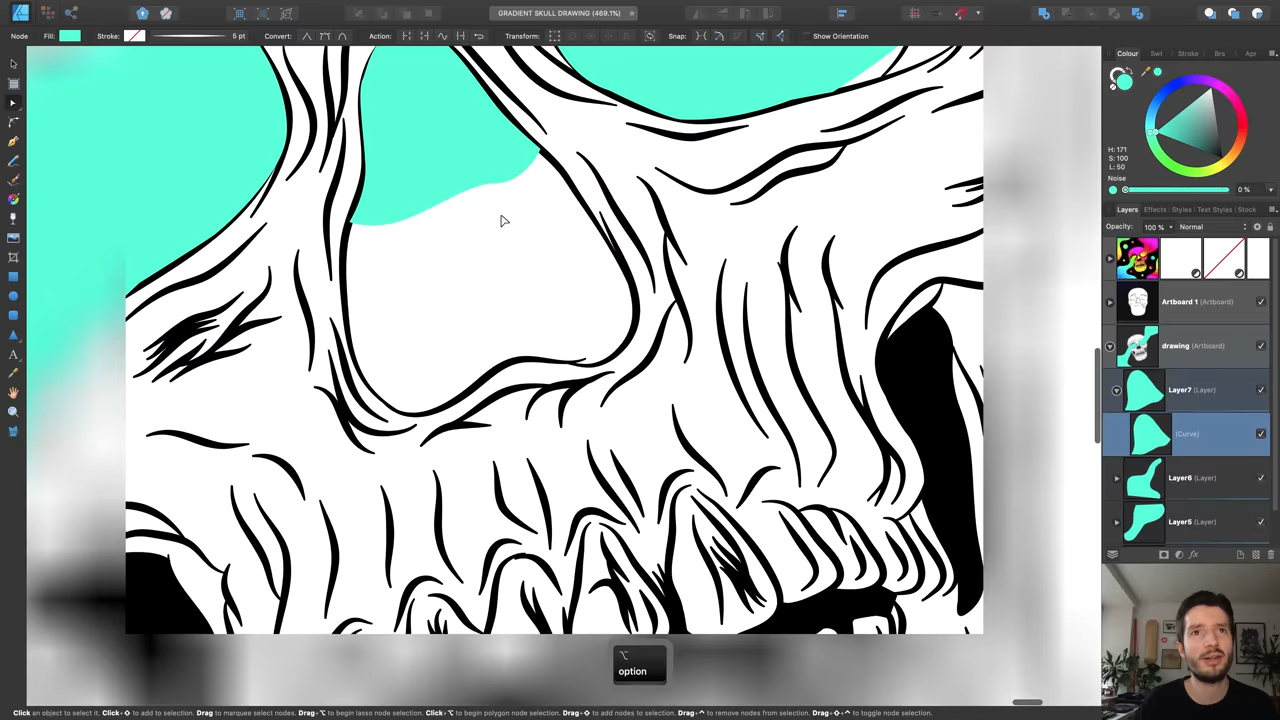 GRADIENT SKULL DRAWING (469.1%)
Node Fill: Stroke: 5 pt Convert: Action: Transform: Snap: Show Orientation
Colour Swt Stroke Brs Apr
H: 171
S: 100
L: 50
Noise
0 %
Layers Effects Styles Text Styles Stock
Opacity: 100 % Normal
Artboard 1 (Artboard)
drawing (Artboard)
Layer7 (Layer)
(Curve)
Layer6 (Layer)
Layer5 (Layer)
option
Click an object to select it. Click+⇧ to add to selection. Drag to marquee select nodes. Drag+⌥ to begin lasso node selection. Click+⌥ to begin polygon node selection. Drag+⇧ to add nodes to selection. Drag+⌃ to remove nodes from selection. Drag+⇧+⌃ to toggle node selection.